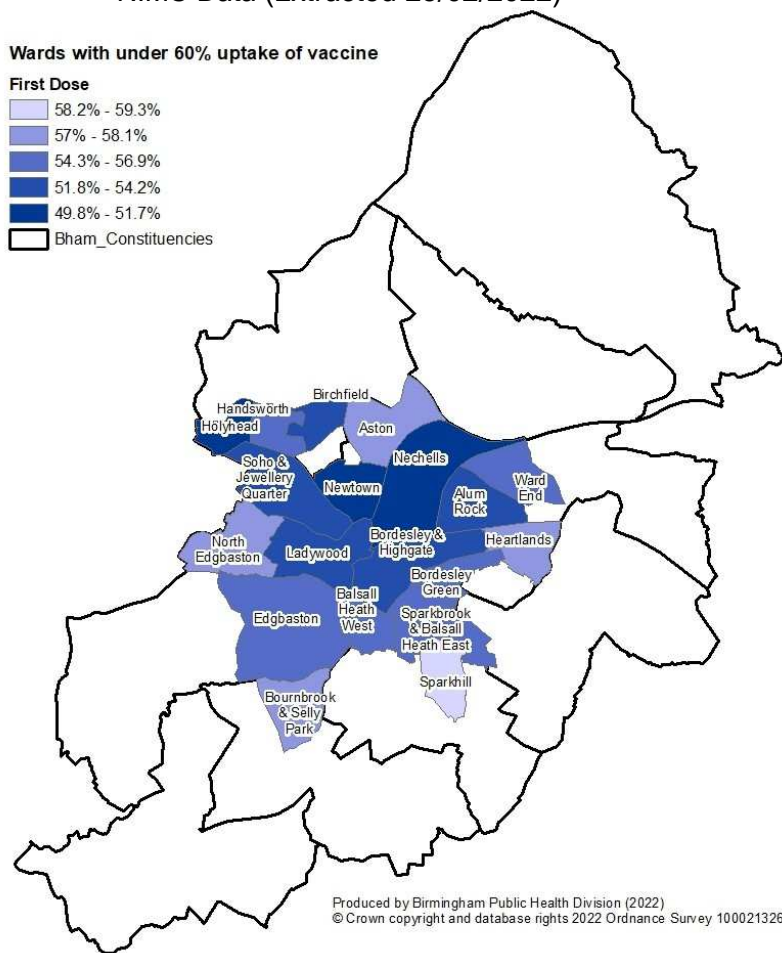 Wards with under 60% uptake of vaccine
First Dose
58.2% - 59.3%
57% - 58.1%
54.3% - 56.9%
51.8% - 54.2%
49.8% - 51.7%
Bham_Constituencies
Birchfield
Handsworth
Holyhead
Aston
Nechells
Soho &
Jewellery
Quarter
Newtown
Alum
Rock
Ward
End
North
Edgbaston
Ladywood
Bordesley &
Highgate
Heartlands
Bordesley
Green
Balsall
Heath
West
Edgbaston
Sparkbrook
& Balsall
Heath East
Sparkhill
Bournbrook
& Selly
Park
Produced by Birmingham Public Health Division (2022)
© Crown copyright and database rights 2022 Ordnance Survey 100021326